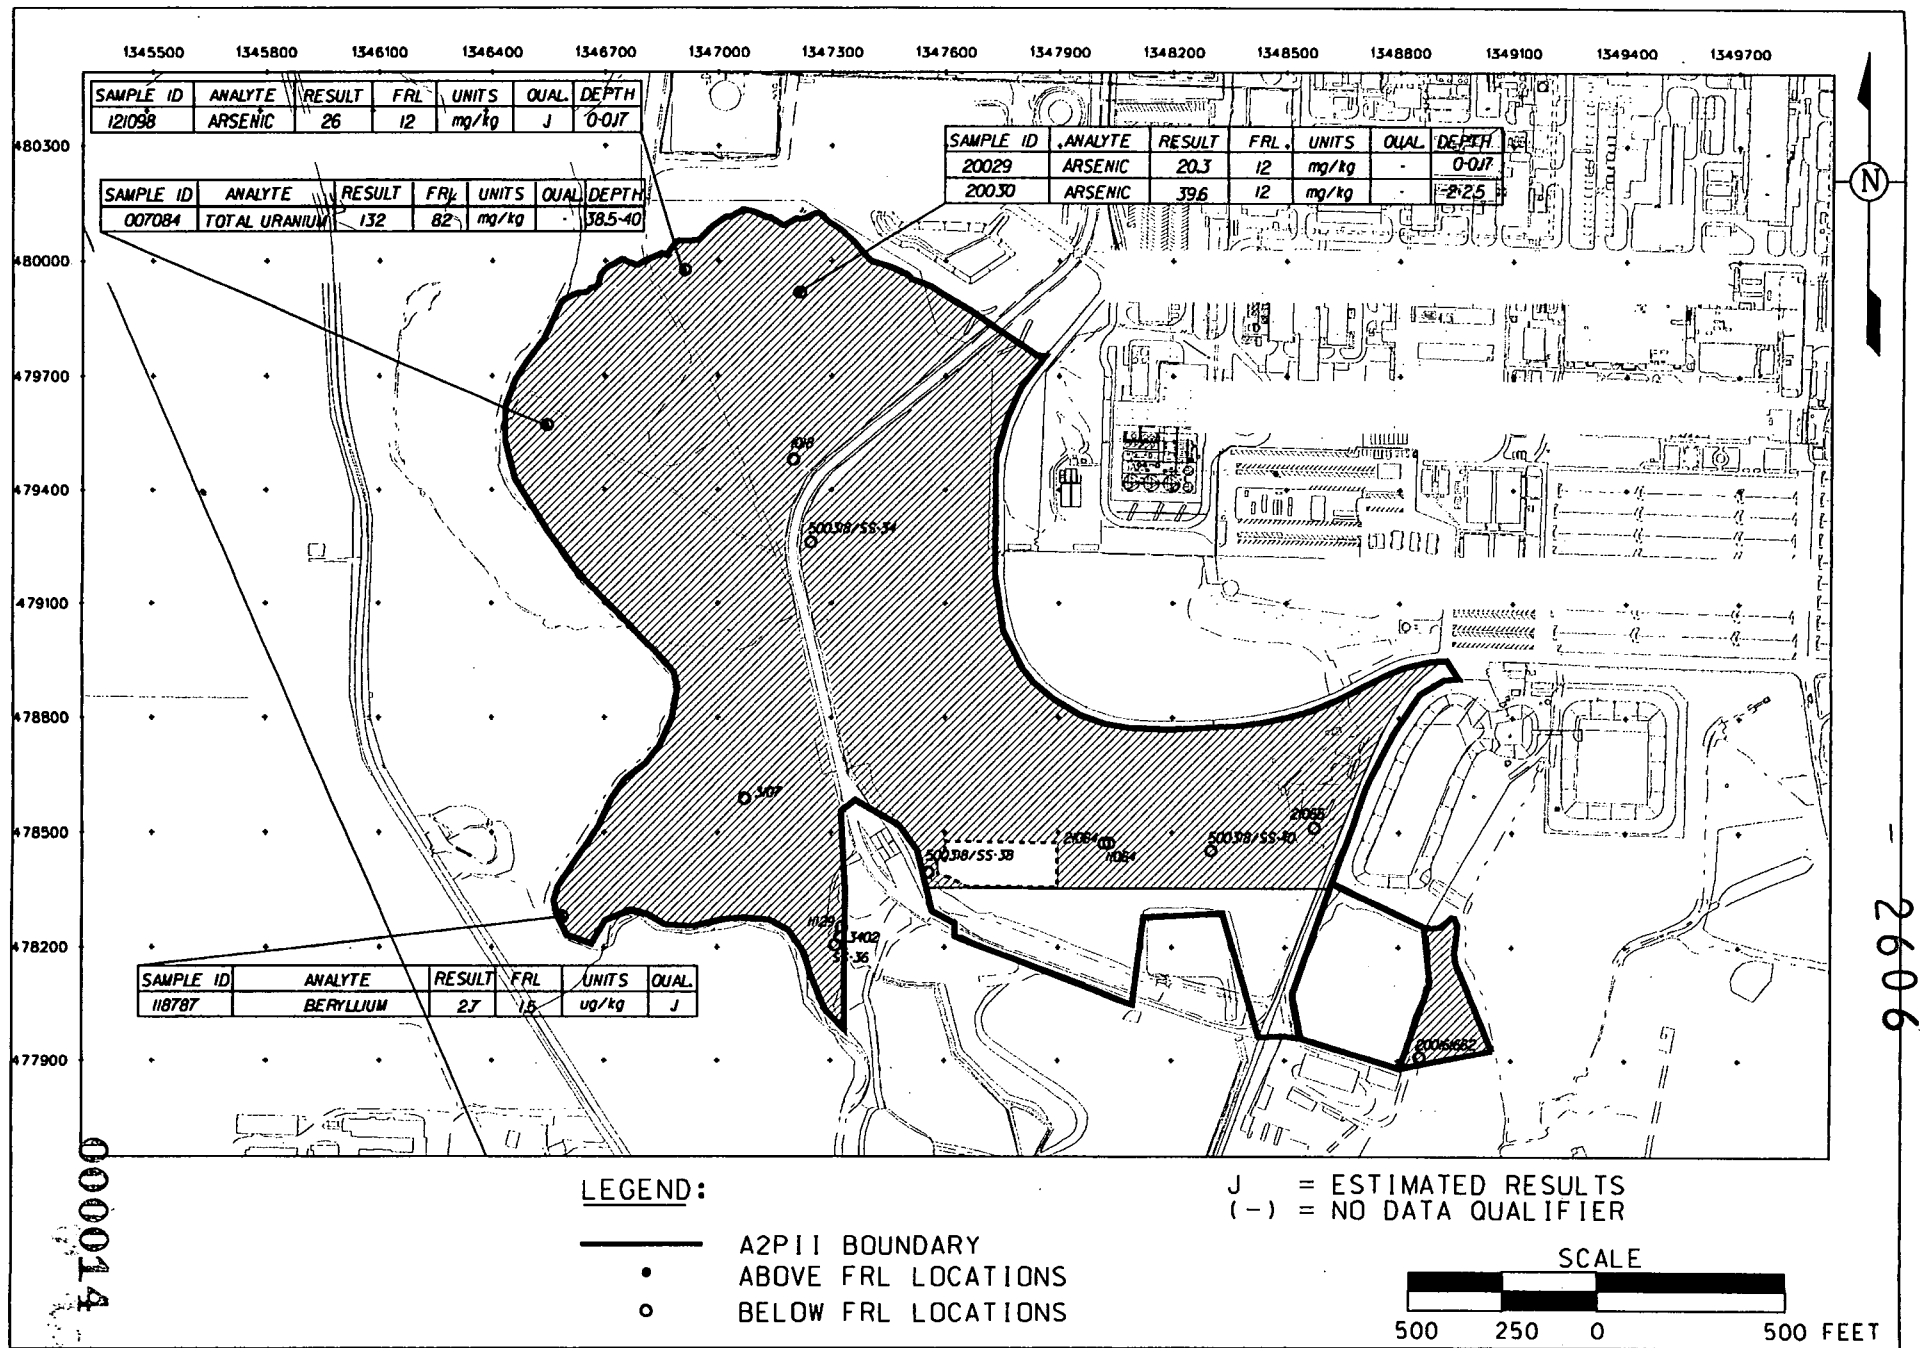 1345500 1345800 1346100 1346400 1346700 1347000 1347300 1347600 1347900 1348200 1348500 1348800 1349100 1349400 1349700
SAMPLE ID ANALYTE RESULT FRL UNITS QUAL. DEPTH
121098 ARSENIC 26 12 mg/kg J 0-0.17
SAMPLE ID ANALYTE RESULT FRL UNITS QUAL. DEPTH
20029 ARSENIC 20.3 12 mg/kg - 0-0.17
20030 ARSENIC 39.6 12 mg/kg - 2-2.5
480300
N
SAMPLE ID ANALYTE RESULT FRL UNITS QUAL. DEPTH
007084 TOTAL URANIUM 132 82 mg/kg - 38.5-40
480000
479700
1018
479400
500318/SS-34
479100
478800
3107
21065
478500
21064
11064
500318/SS-40
500318/SS-38
11129
3402
SS-36
478200
SAMPLE ID ANALYTE RESULT FRL UNITS QUAL.
118787 BERYLLIUM 2.7 1.5 ug/kg J
477900
- 2606
000014
LEGEND:
A2PII BOUNDARY
ABOVE FRL LOCATIONS
BELOW FRL LOCATIONS
J = ESTIMATED RESULTS
(-) = NO DATA QUALIFIER
SCALE
500 250 0 500 FEET